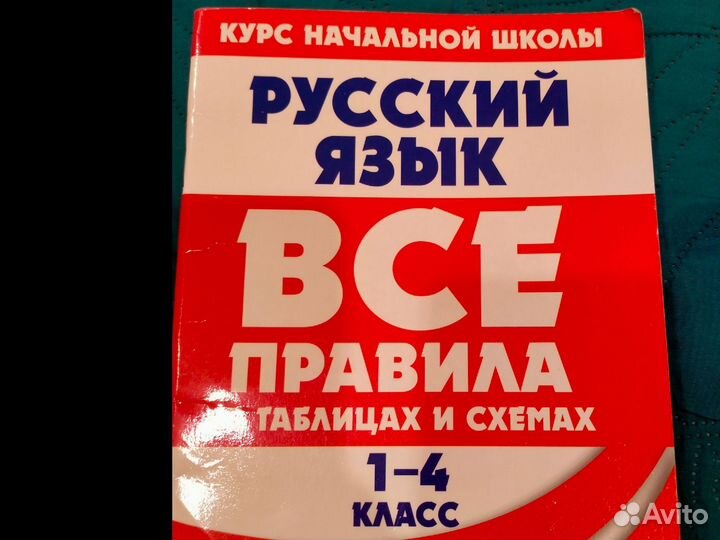 КУРС НАЧАЛЬНОЙ ШКОЛЫ
РУССКИЙ
ЯЗЫК
ВСЕ
ПРАВИЛА
ТАБЛИЦАХ И СХЕМАХ
1–4
КЛАСС
Avito